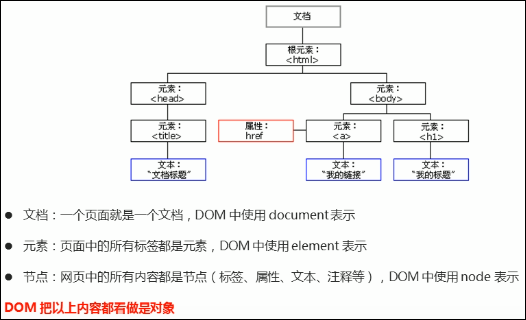 文档
根元素：
<html>
元素：
<head>
元素：
<body>
元素：
<title>
属性：
href
元素：
<a>
元素：
<h1>
文本：
"文档标题"
文本：
"我的链接"
文本：
"我的标题"
● 文档：一个页面就是一个文档，DOM 中使用 document 表示
● 元素：页面中的所有标签都是元素，DOM 中使用 element 表示
● 节点：网页中的所有内容都是节点（标签、属性、文本、注释等），DOM 中使用 node 表示
DOM 把以上内容都看做是对象